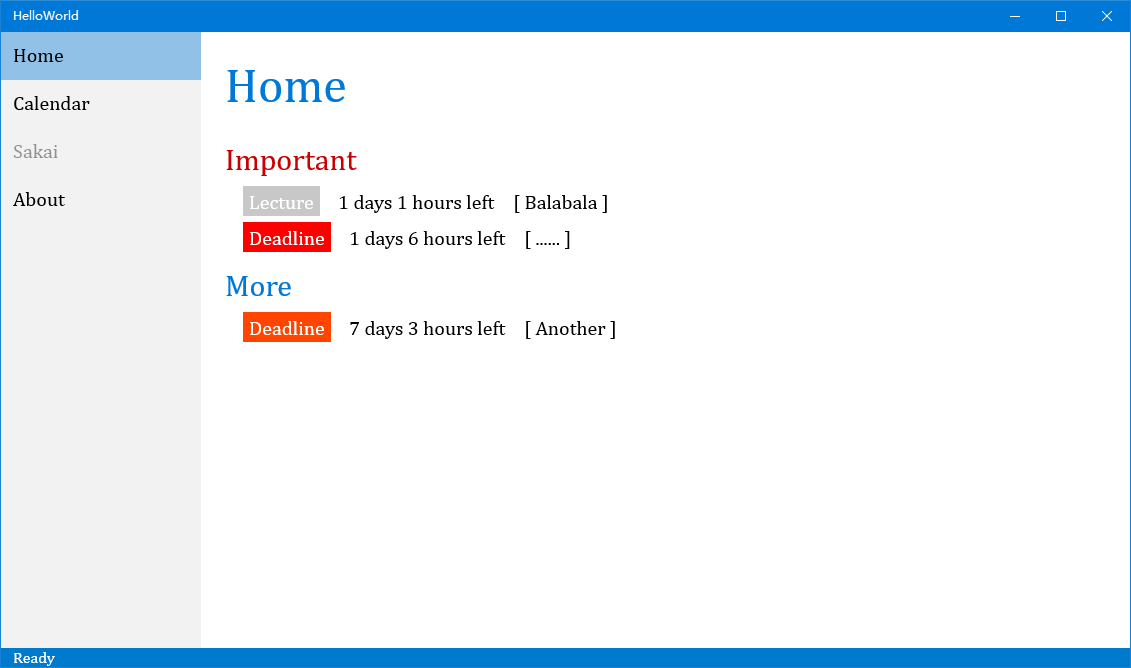 HelloWorld
Home
Calendar
Sakai
About
Home
Important
Lecture 1 days 1 hours left [ Balabala ]
Deadline 1 days 6 hours left [ ...... ]
More
Deadline 7 days 3 hours left [ Another ]
Ready